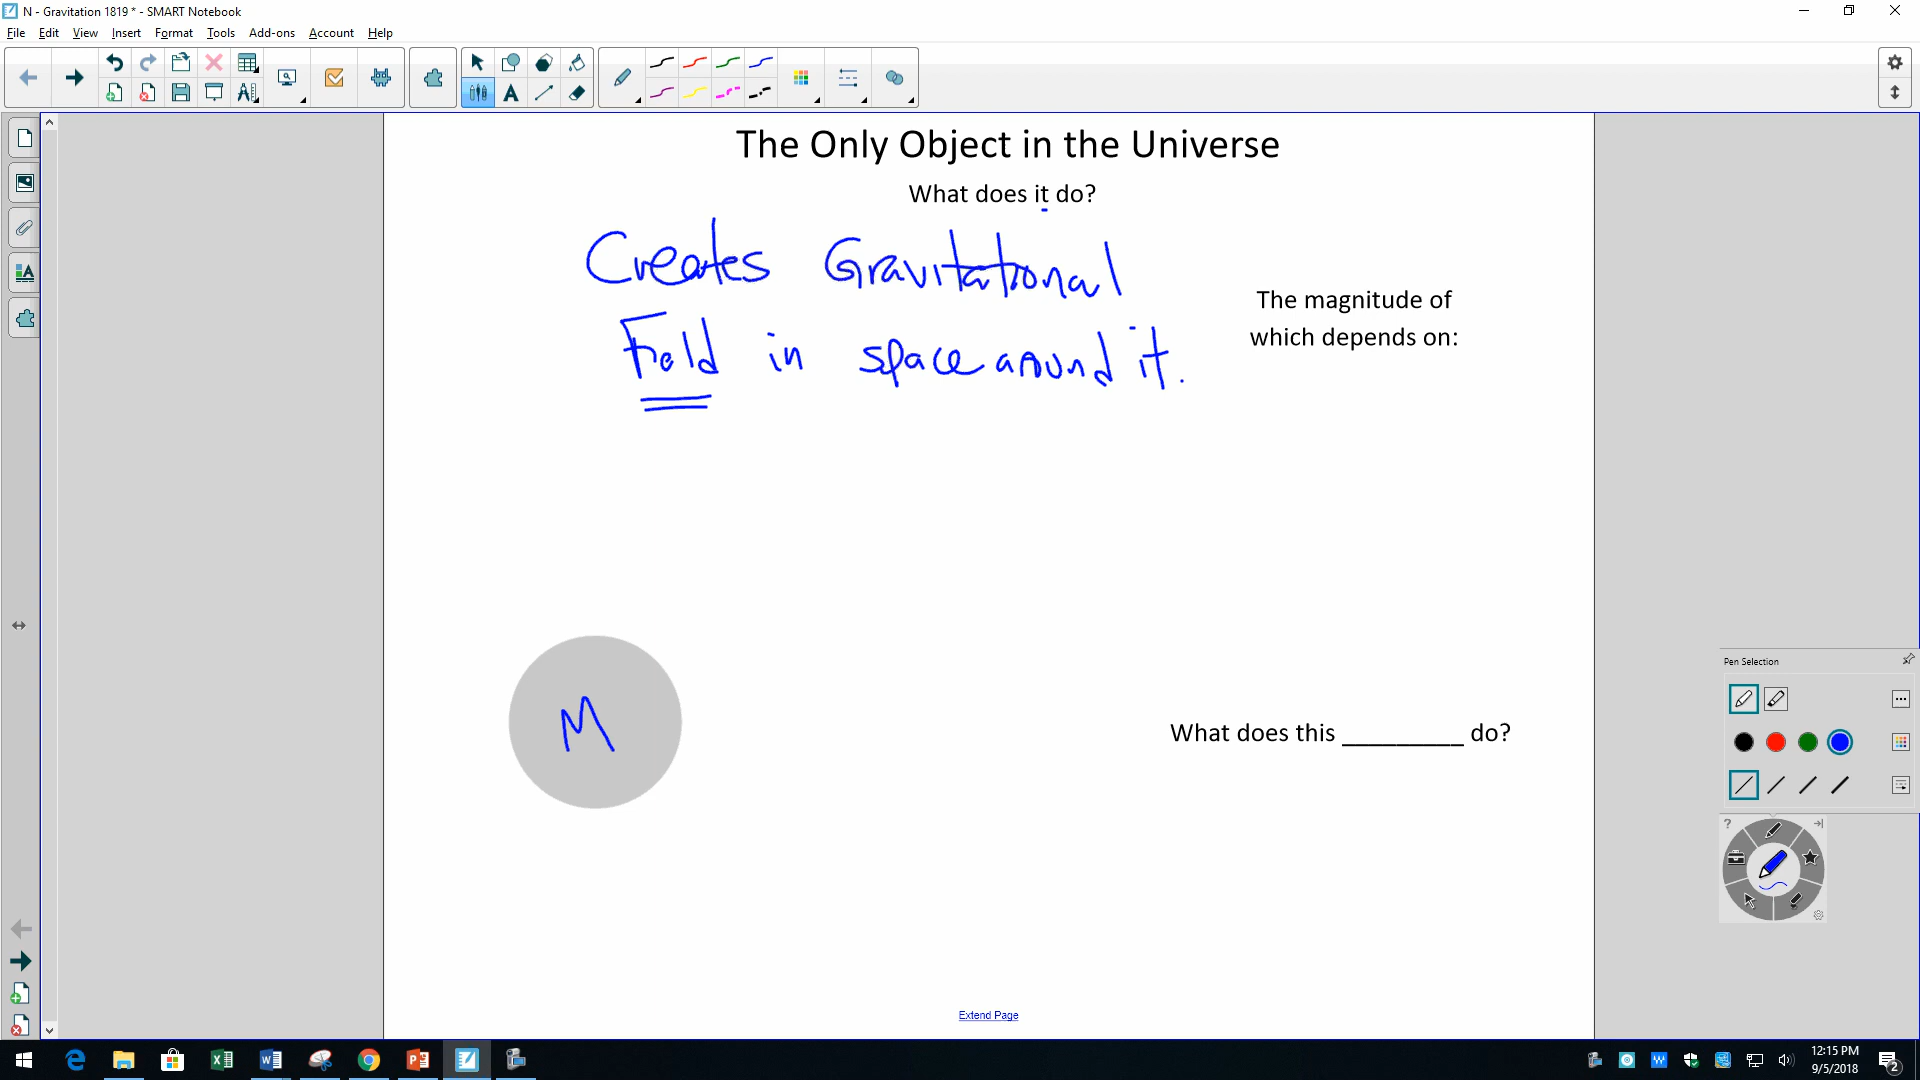 N - Gravitation 1819 * - SMART Notebook
File Edit View Insert Format Tools Add-ons Account Help
The Only Object in the Universe
What does it do?
Creates Gravitational
Field in space around it.
The magnitude of
which depends on:
M
What does this _________ do?
Extend Page
Pen Selection
12:15 PM
9/5/2018
2